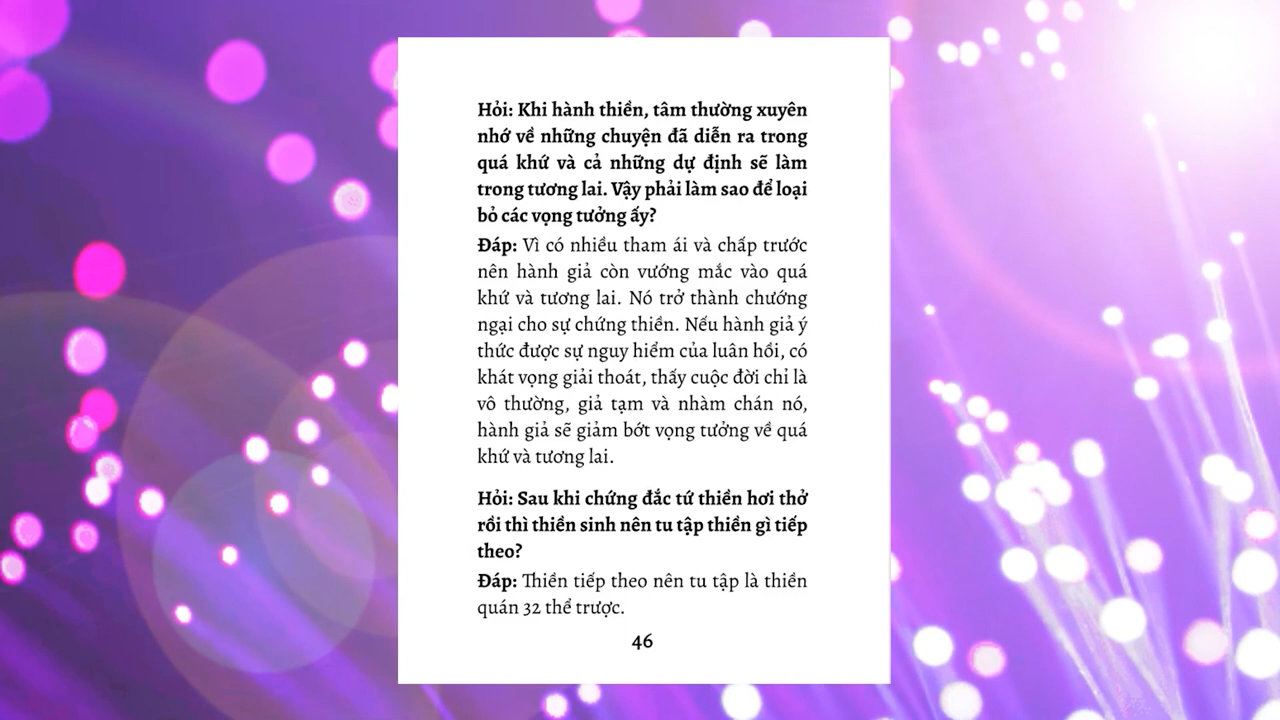 Hỏi: Khi hành thiền, tâm thường xuyên
nhớ về những chuyện đã diễn ra trong
quá khứ và cả những dự định sẽ làm
trong tương lai. Vậy phải làm sao để loại
bỏ các vọng tưởng ấy?
Đáp: Vì có nhiều tham ái và chấp trước
nên hành giả còn vướng mắc vào quá
khứ và tương lai. Nó trở thành chướng
ngại cho sự chứng thiền. Nếu hành giả ý
thức được sự nguy hiểm của luân hồi, có
khát vọng giải thoát, thấy cuộc đời chỉ là
vô thường, giả tạm và nhàm chán nó,
hành giả sẽ giảm bớt vọng tưởng về quá
khứ và tương lai.
Hỏi: Sau khi chứng đắc tứ thiền hơi thở
rồi thì thiền sinh nên tu tập thiền gì tiếp
theo?
Đáp: Thiền tiếp theo nên tu tập là thiền
quán 32 thể trược.
46